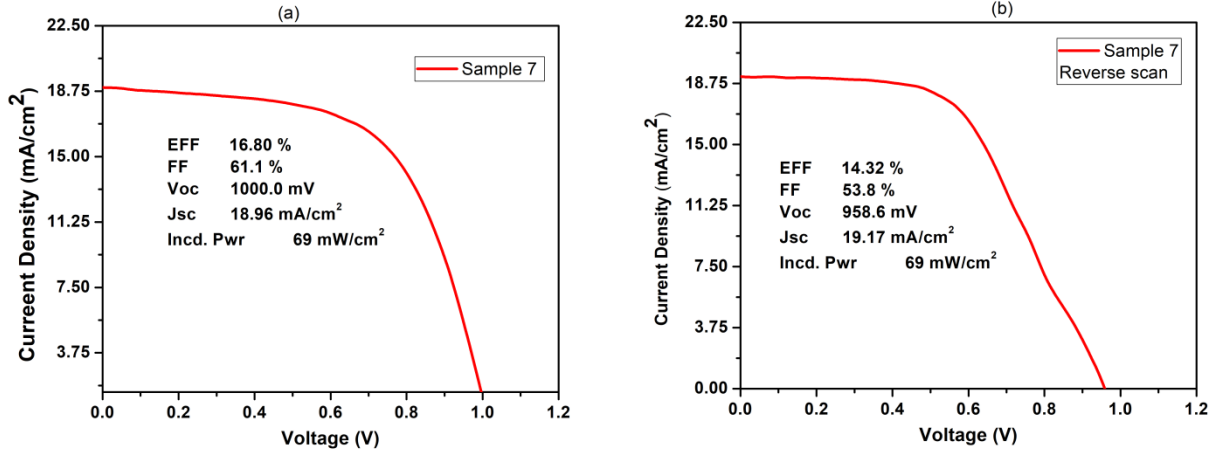 (a)
Curreent Density (mA/cm²)
22.50
18.75
15.00
11.25
7.50
3.75
Sample 7
EFF 16.80 %
FF 61.1 %
Voc 1000.0 mV
Jsc 18.96 mA/cm²
Incd. Pwr 69 mW/cm²
0.0 0.2 0.4 0.6 0.8 1.0 1.2
Voltage (V)
(b)
Current Density (mA/cm²)
22.50
18.75
15.00
11.25
7.50
3.75
0.00
Sample 7
Reverse scan
EFF 14.32 %
FF 53.8 %
Voc 958.6 mV
Jsc 19.17 mA/cm²
Incd. Pwr 69 mW/cm²
0.0 0.2 0.4 0.6 0.8 1.0 1.2
Voltage (V)